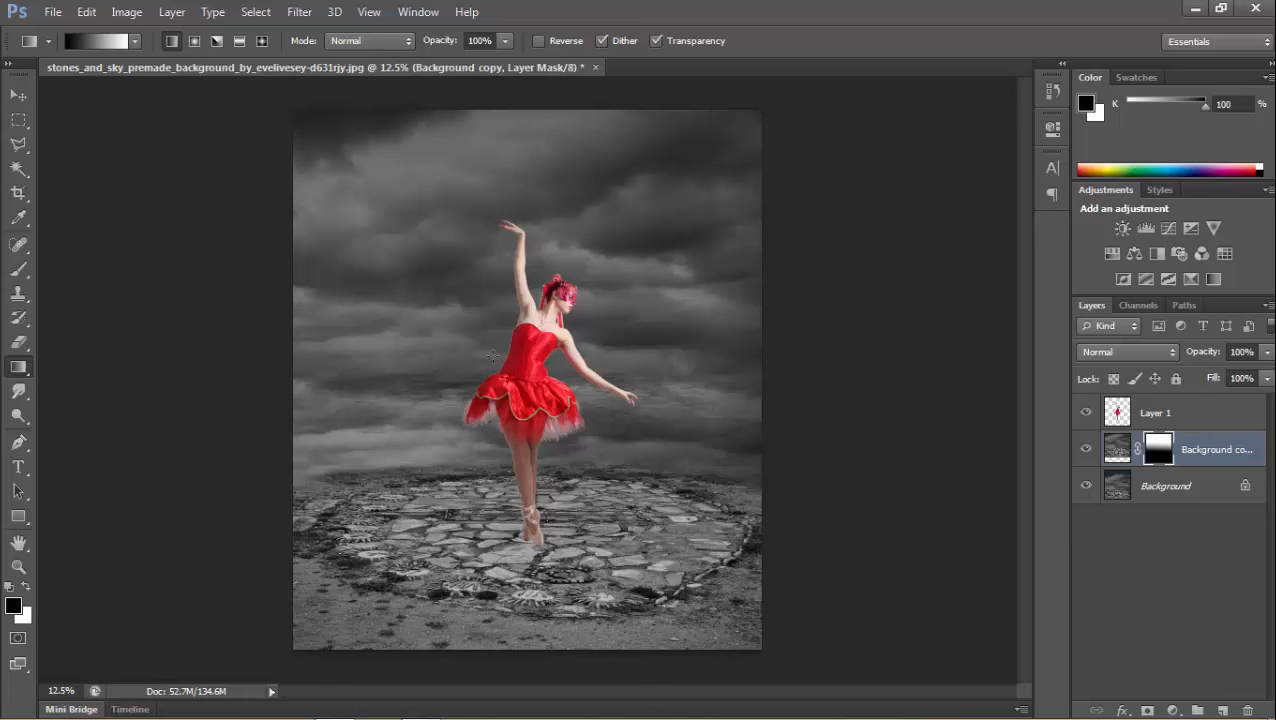 Ps File Edit Image Layer Type Select Filter 3D View Window Help
Mode: Normal Opacity: 100% Reverse Dither Transparency Essentials
stones_and_sky_premade_background_by_evelivesey-d631rjy.jpg @ 12.5% (Background copy, Layer Mask/8) *
Color Swatches
K 100 %
Adjustments Styles
Add an adjustment
Layers Channels Paths
Kind
Normal Opacity: 100%
Lock: Fill: 100%
Layer 1
Background co...
Background
12.5% Doc: 52.7M/134.6M
Mini Bridge Timeline